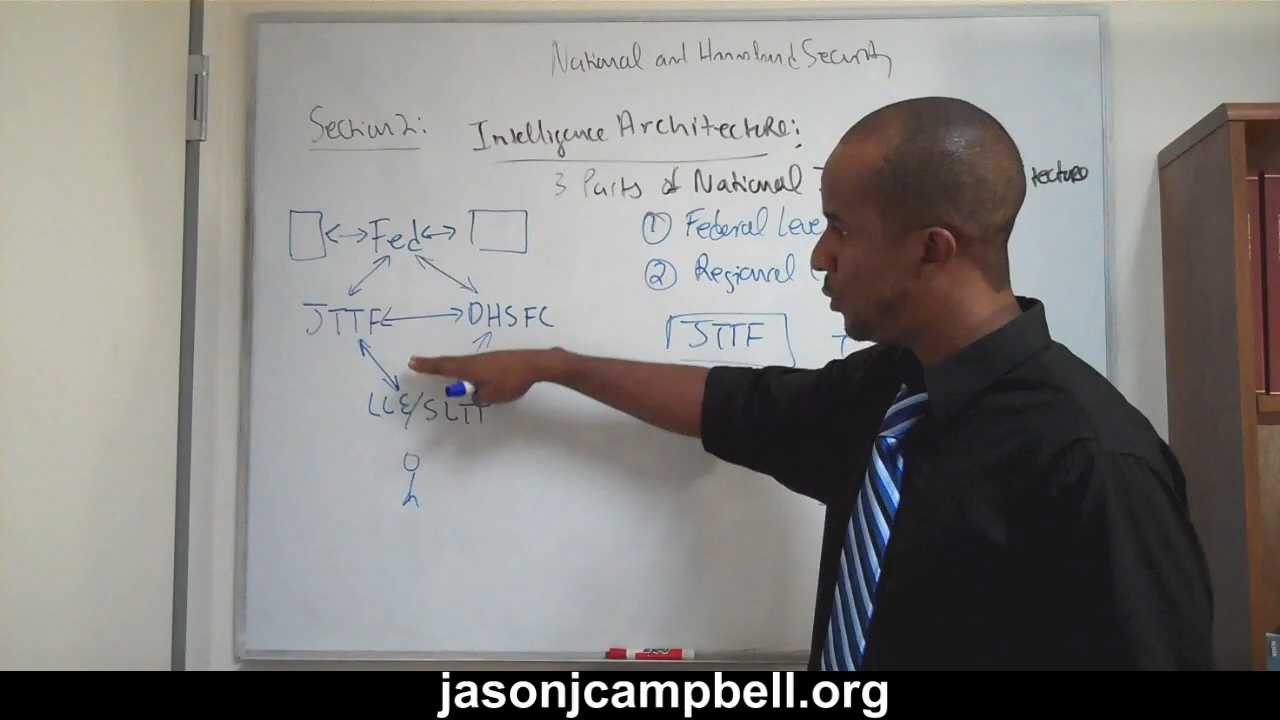 National and Homeland Security
Section 2:
Intelligence Architecture:
3 Parts of National
tecture
Fed
① Federal Leve
② Regional
JTTF
DHSFC
JTTF
LLE/SLTT
jasonjcampbell.org